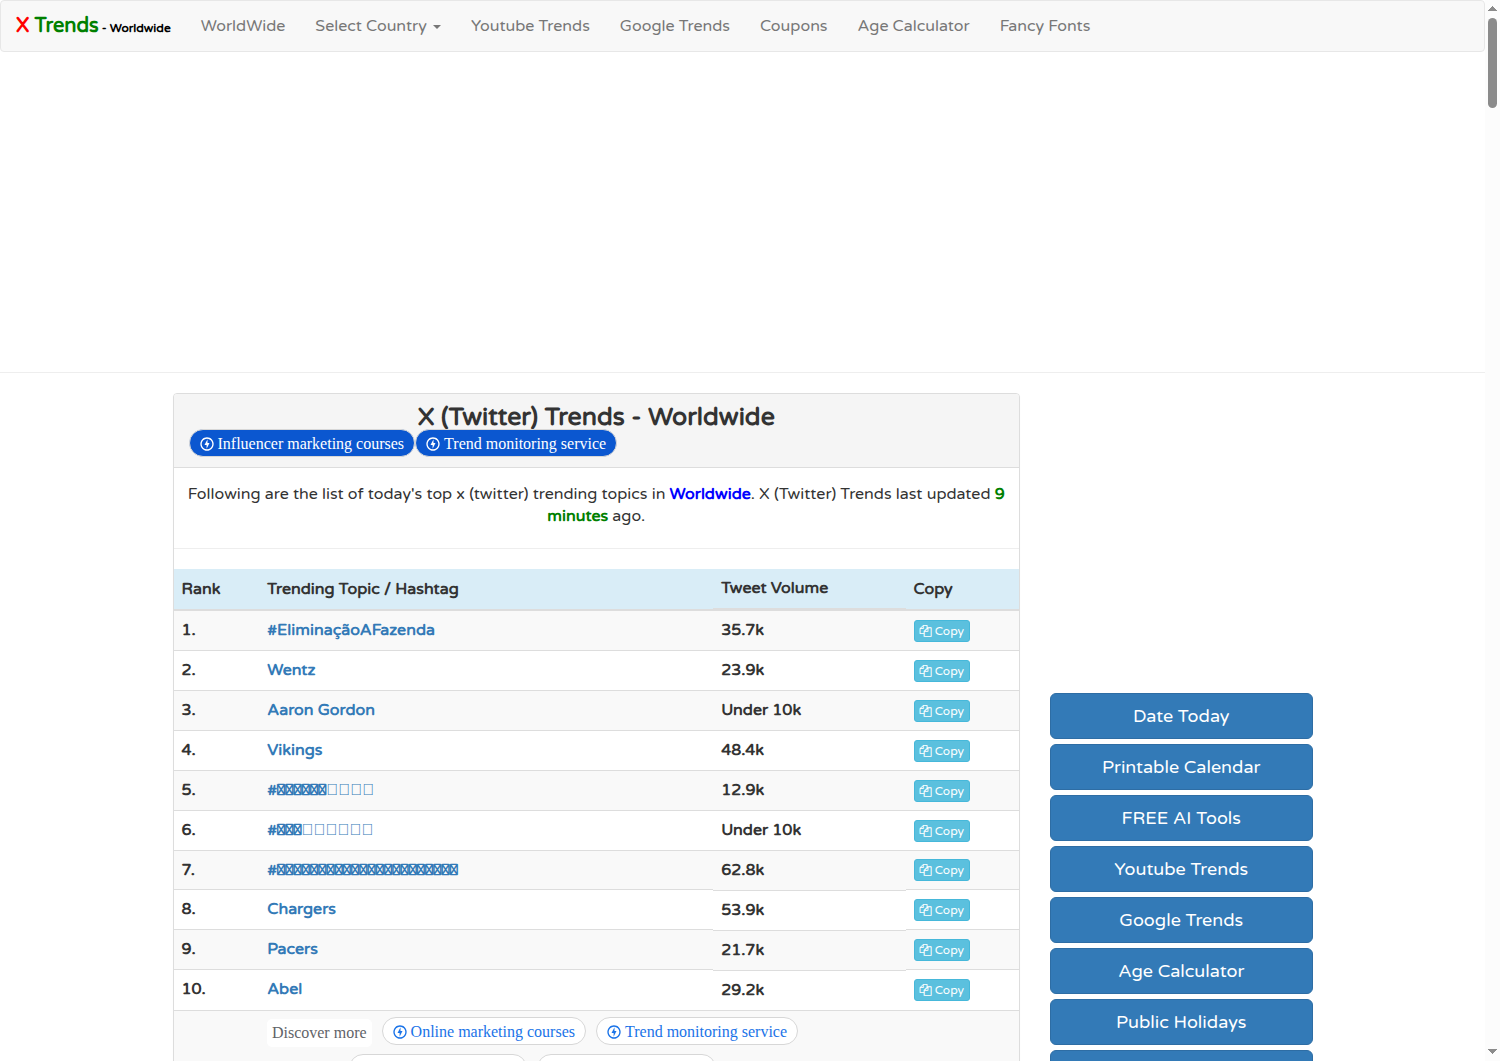 X Trends - Worldwide WorldWide Select Country Youtube Trends Google Trends Coupons Age Calculator Fancy Fonts
X (Twitter) Trends - Worldwide
Influencer marketing courses Trend monitoring service
Following are the list of today's top x (twitter) trending topics in Worldwide. X (Twitter) Trends last updated 9
minutes ago.
Rank Trending Topic / Hashtag Tweet Volume Copy
1. #EliminaçãoAFazenda 35.7k Copy
2. Wentz 23.9k Copy
3. Aaron Gordon Under 10k Copy
4. Vikings 48.4k Copy
5. # 12.9k Copy
6. # Under 10k Copy
7. # 62.8k Copy
8. Chargers 53.9k Copy
9. Pacers 21.7k Copy
10. Abel 29.2k Copy
Discover more Online marketing courses Trend monitoring service
Date Today
Printable Calendar
FREE AI Tools
Youtube Trends
Google Trends
Age Calculator
Public Holidays